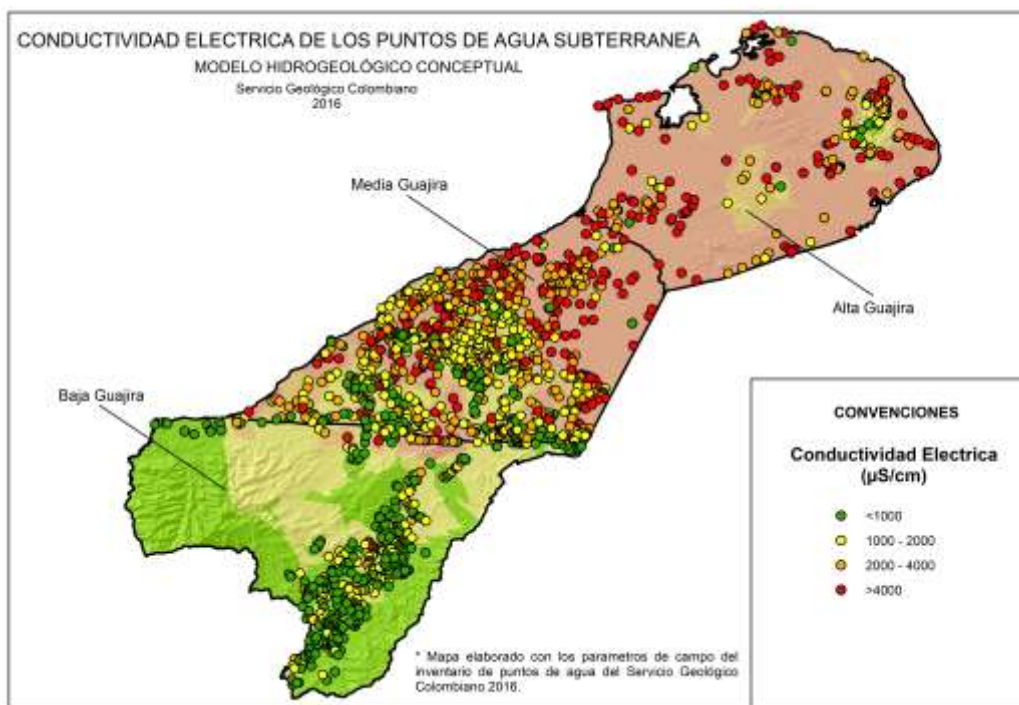 CONDUCTIVIDAD ELECTRICA DE LOS PUNTOS DE AGUA SUBTERRANEA
MODELO HIDROGEOLÓGICO CONCEPTUAL
Servicio Geológico Colombiano
2016
Media Guajira
Alta Guajira
Baja Guajira
CONVENCIONES
Conductividad Electrica
(µS/cm)
<1000
1000 - 2000
2000 - 4000
>4000
* Mapa elaborado con los parametros de campo del
inventario de puntos de agua del Servicio Geológico
Colombiano 2016.